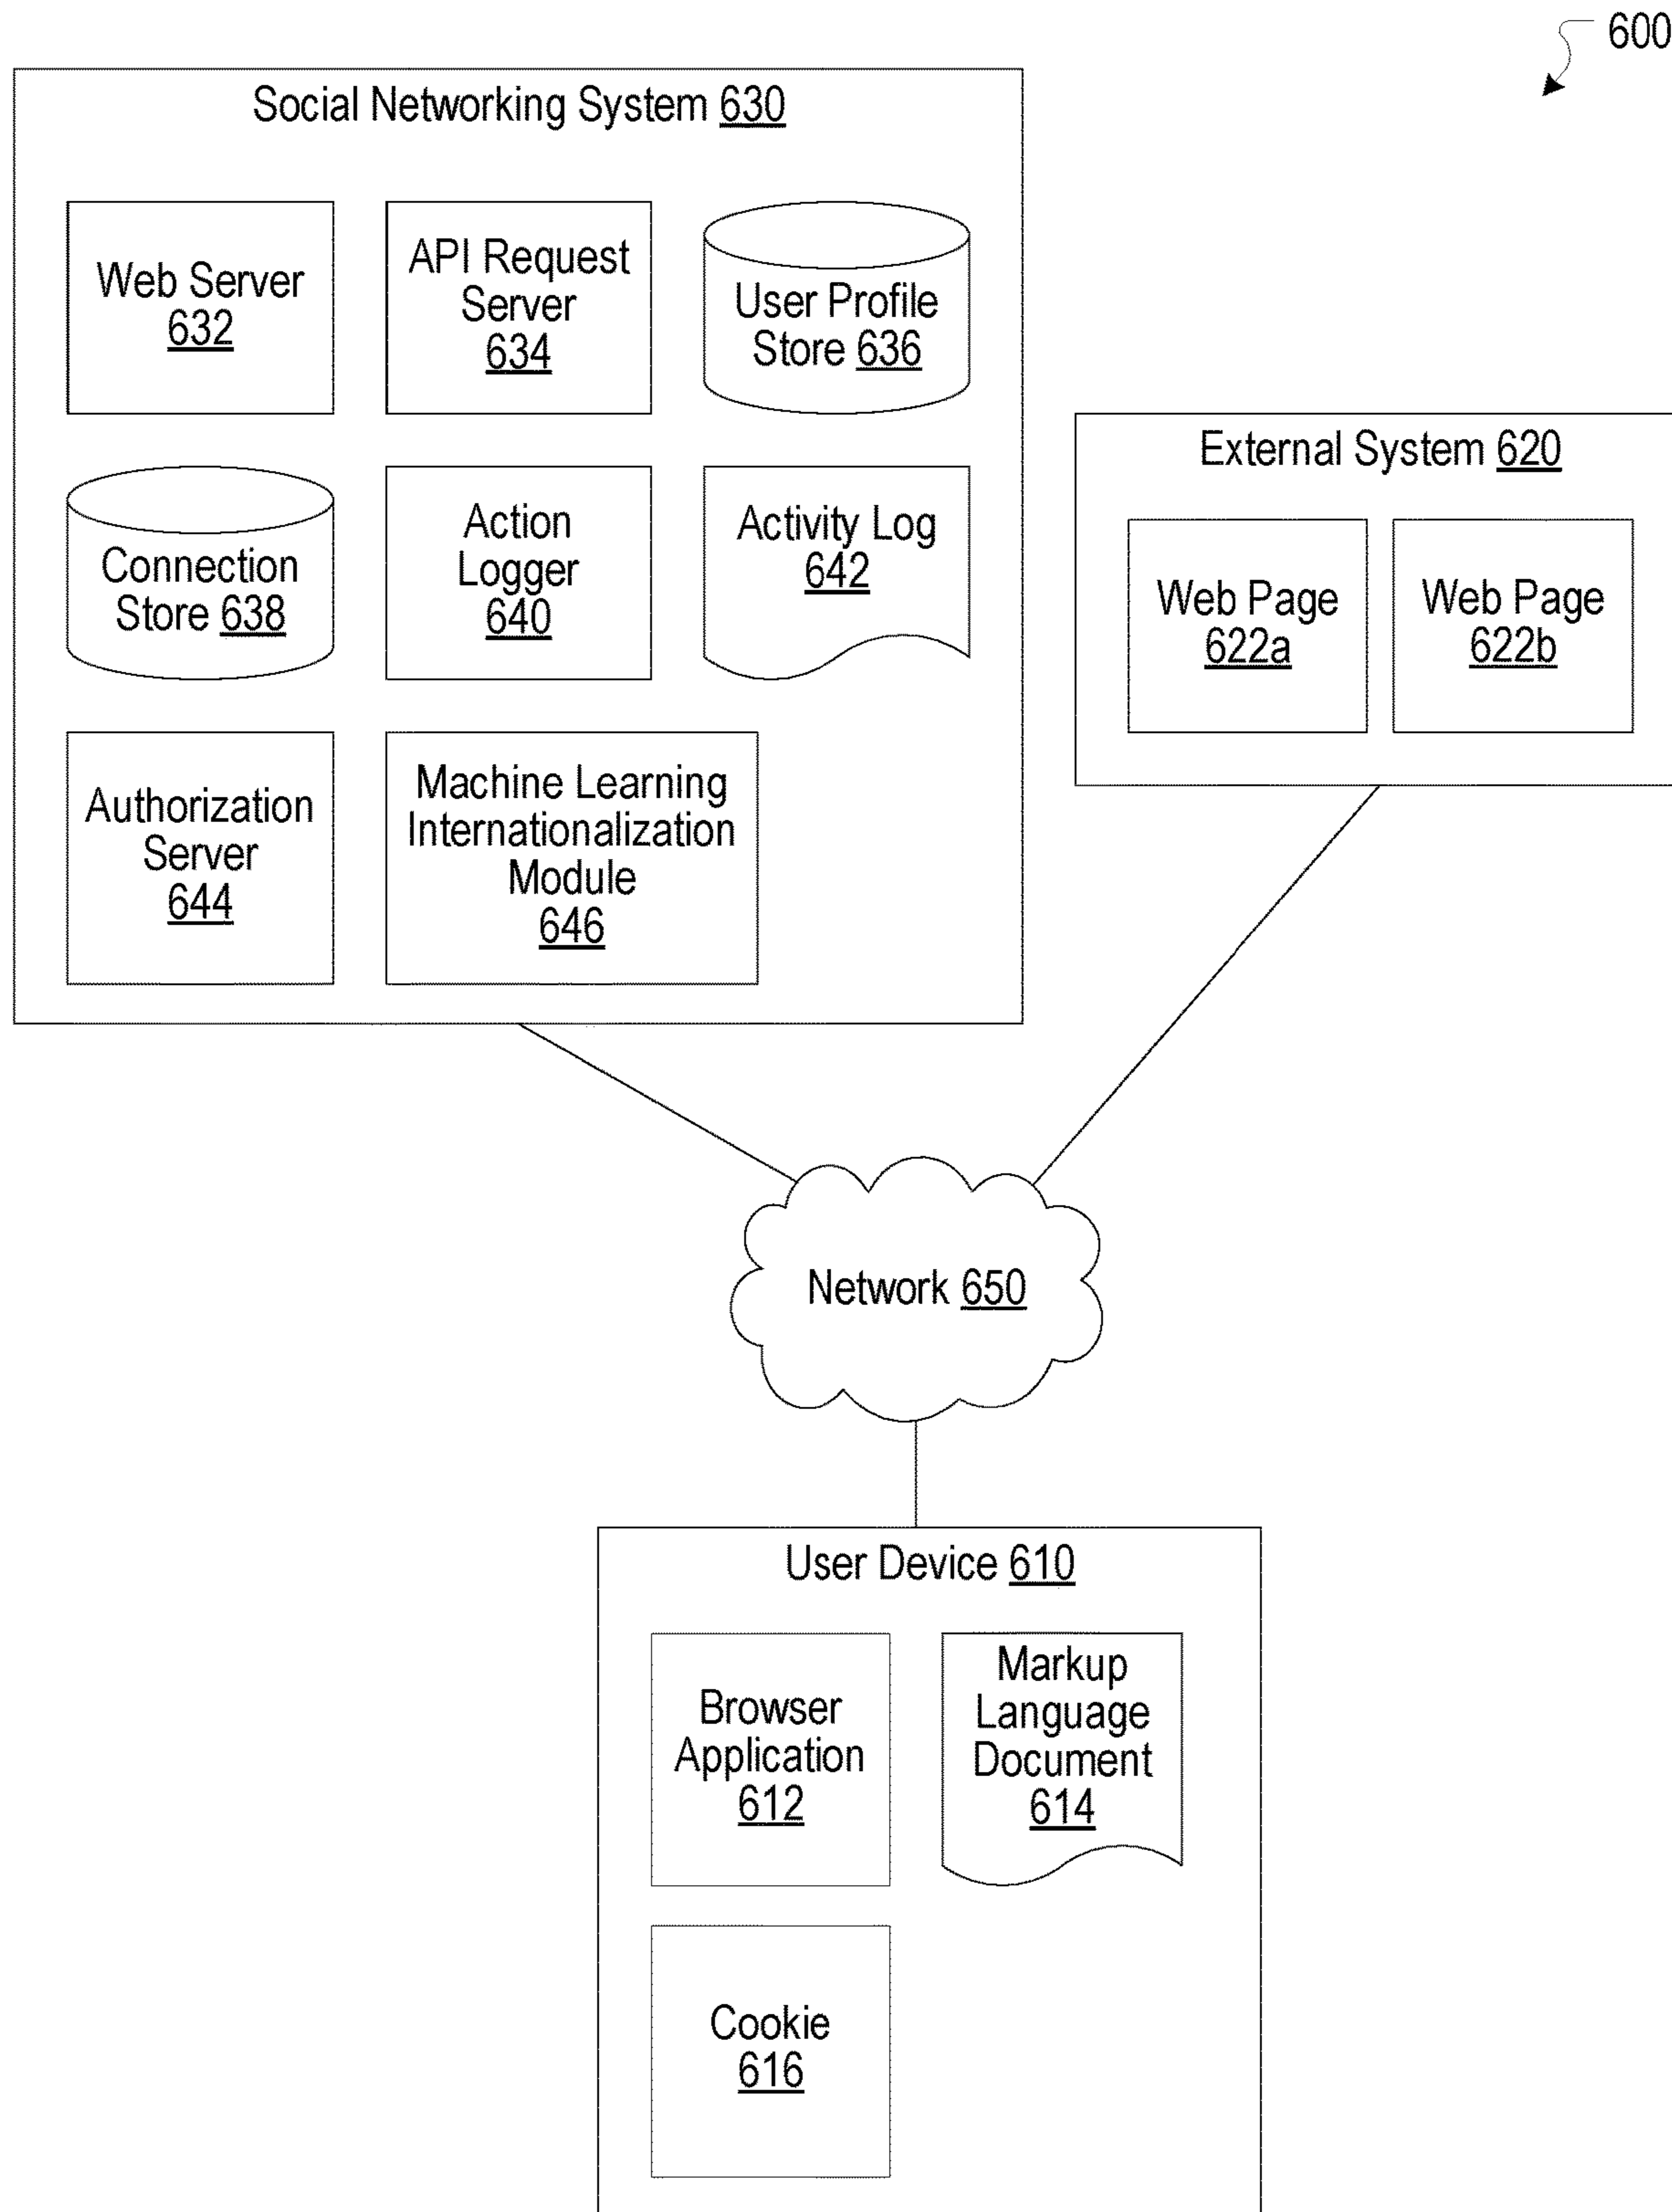 600
Social Networking System 630
Web Server
632
API Request
Server
634
User Profile
Store 636
Connection
Store 638
Action
Logger
640
Activity Log
642
Authorization
Server
644
Machine Learning
Internationalization
Module
646
External System 620
Web Page
622a
Web Page
622b
Network 650
User Device 610
Browser
Application
612
Markup
Language
Document
614
Cookie
616